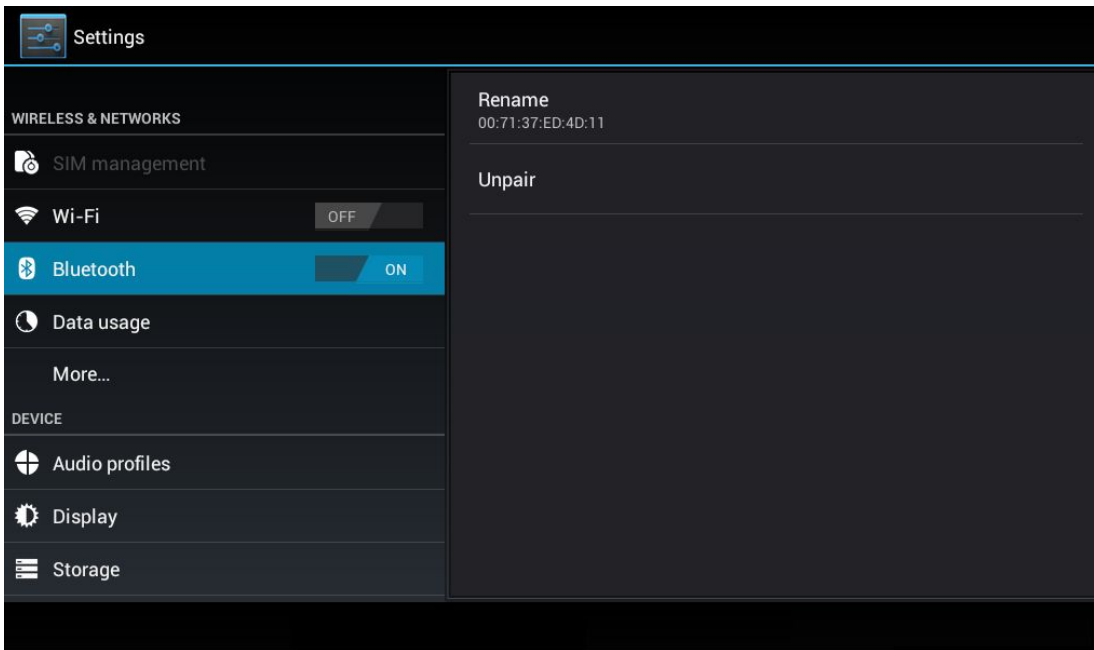 Settings
WIRELESS & NETWORKS
SIM management
Wi-Fi OFF
Bluetooth ON
Data usage
More...
DEVICE
Audio profiles
Display
Storage
Rename
00:71:37:ED:4D:11
Unpair